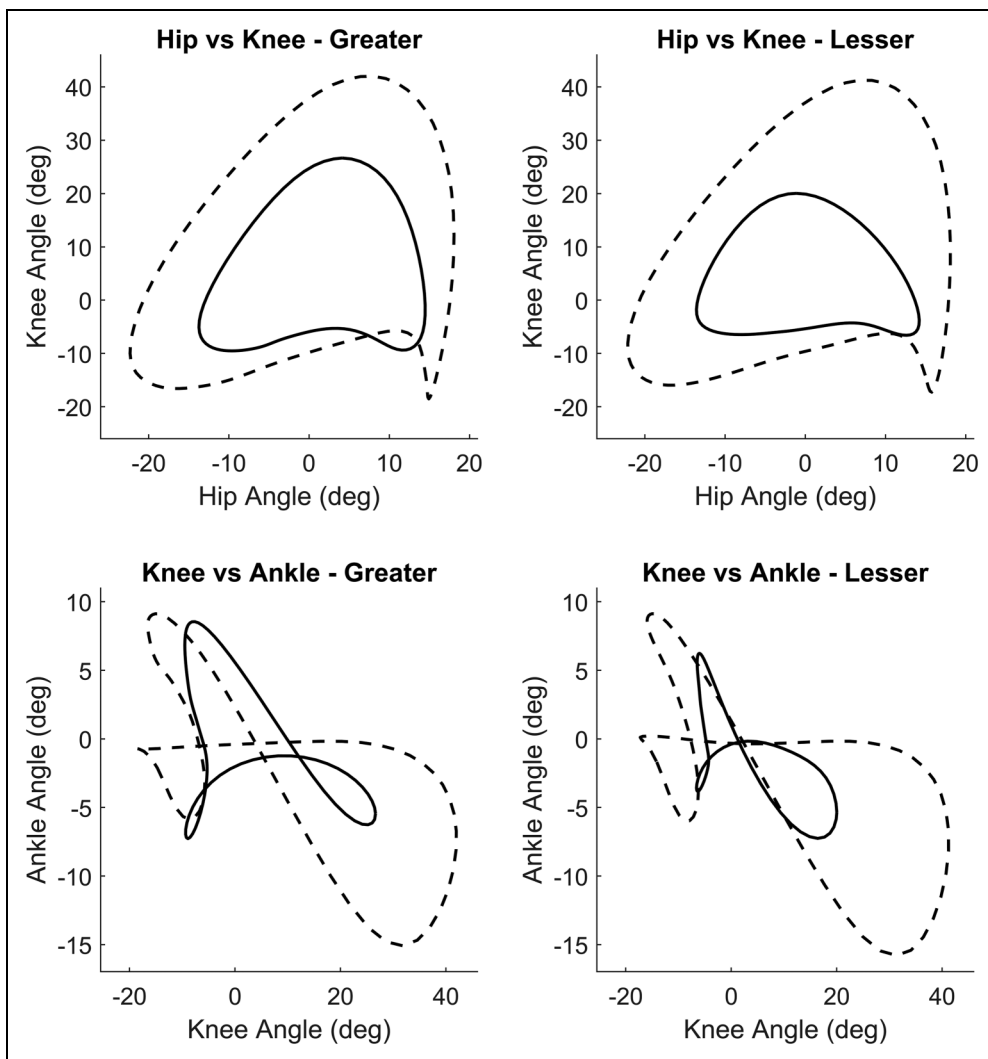 Hip vs Knee - Greater
40
30
20
10
0
-10
-20
Knee Angle (deg)
-20 -10 0 10 20
Hip Angle (deg)
Hip vs Knee - Lesser
40
30
20
10
0
-10
-20
Knee Angle (deg)
-20 -10 0 10 20
Hip Angle (deg)
Knee vs Ankle - Greater
10
5
0
-5
-10
-15
Ankle Angle (deg)
-20 0 20 40
Knee Angle (deg)
Knee vs Ankle - Lesser
10
5
0
-5
-10
-15
Ankle Angle (deg)
-20 0 20 40
Knee Angle (deg)